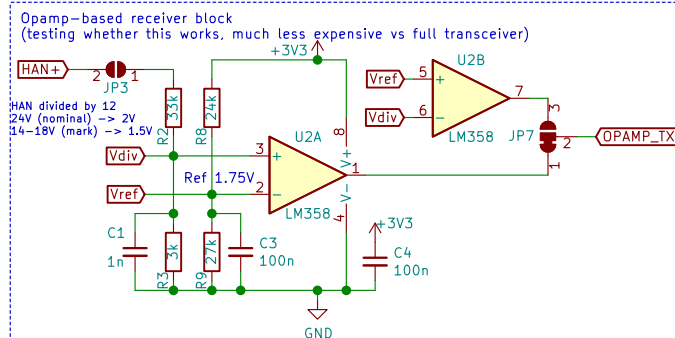 Opamp-based receiver block
(testing whether this works, much less expensive vs full transceiver)
+3V3
U2B
HAN+
2
1
JP3
Vref
5
+
7
3
HAN divided by 12
24V (nominal) -> 2V
14-18V (mark) -> 1.5V
33k
R2
24k
R8
Vdiv
6
-
LM358
JP7
2
OPAMP_TX
1
U2A
8
V+
Vdiv
3
+
1
Ref 1.75V
Vref
2
-
V-
4
LM358
C1
1n
R3
3k
R9
27k
C3
100n
+3V3
C4
100n
GND